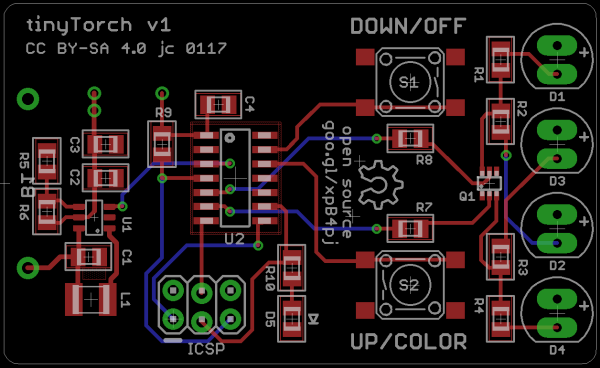 tinyTorch v1
CC BY-SA 4.0 jc 0117
DOWN/OFF
S1
R1
D1
R2
C4
R9
C3
R5
C2
R6
U1
U2
open source
goo.gl/xpB4pj
R8
D3
Q1
R7
D2
C1
R3
L1
R10
D5
S2
R4
D4
ICSP
UP/COLOR